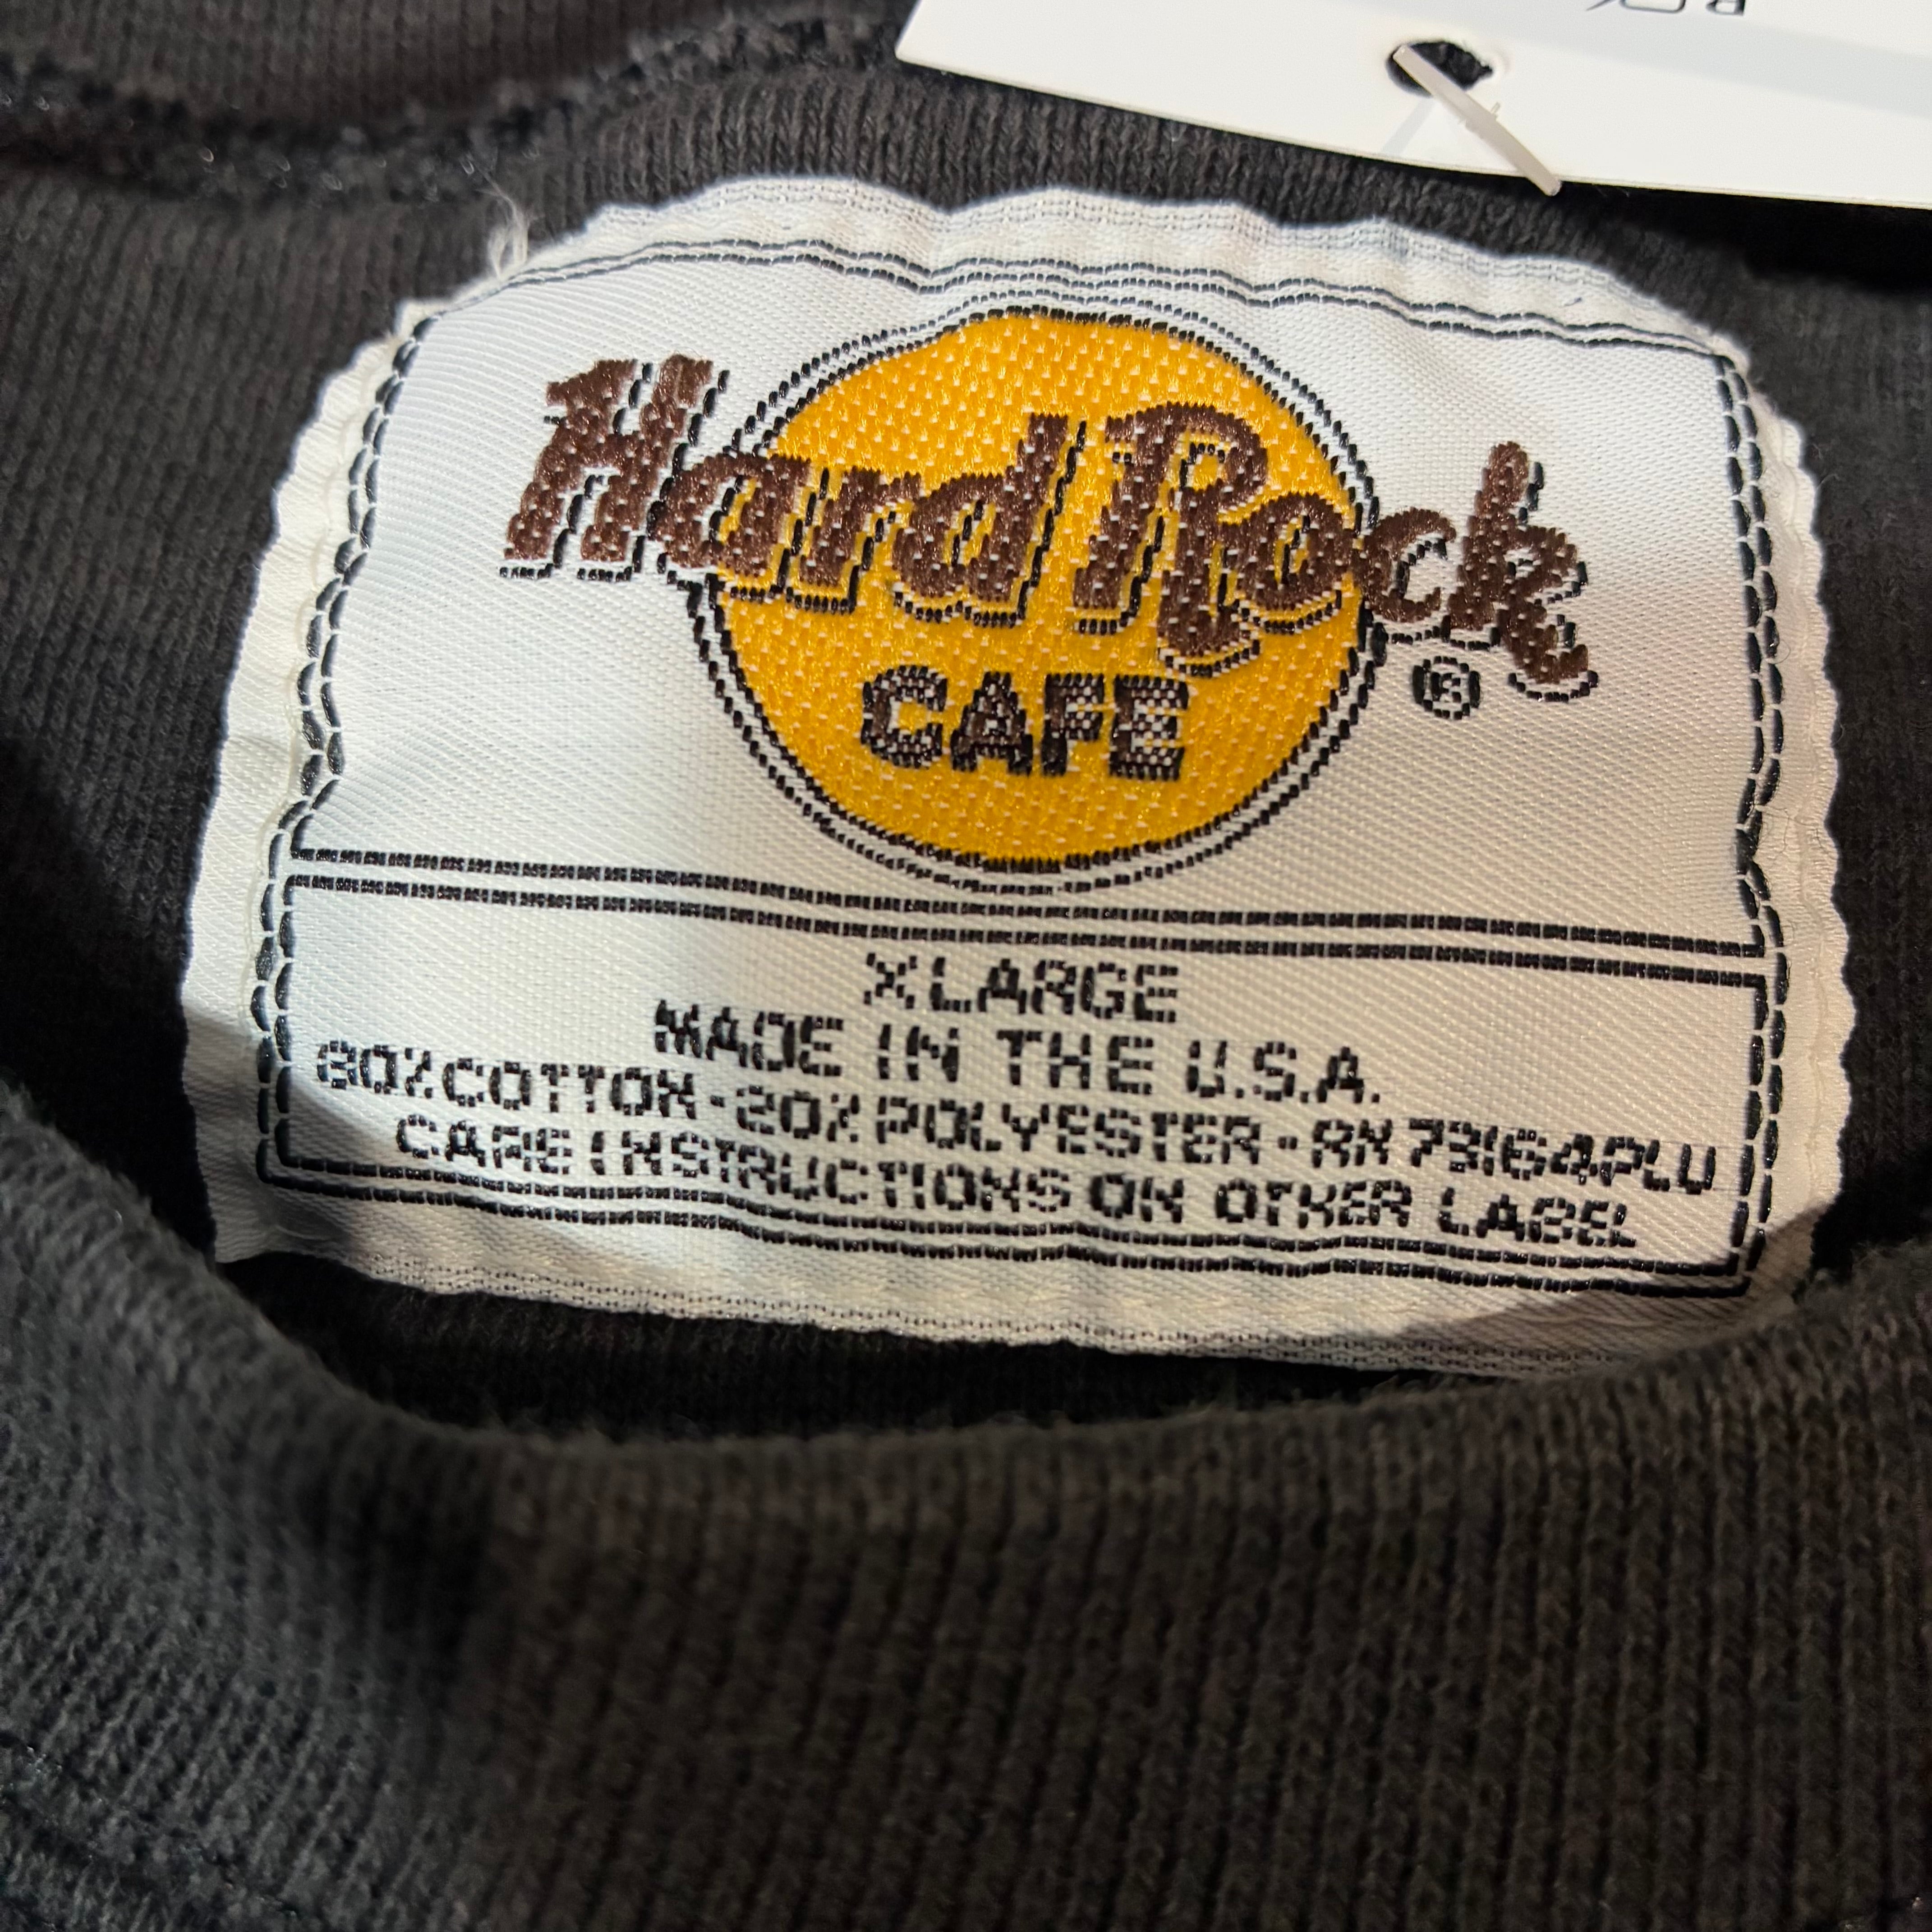 Hard Rock
CAFE
®
XLARGE
MADE IN THE U.S.A.
80% COTTON - 20% POLYESTER - RN 73164PLU
CARE INSTRUCTIONS ON OTHER LABEL